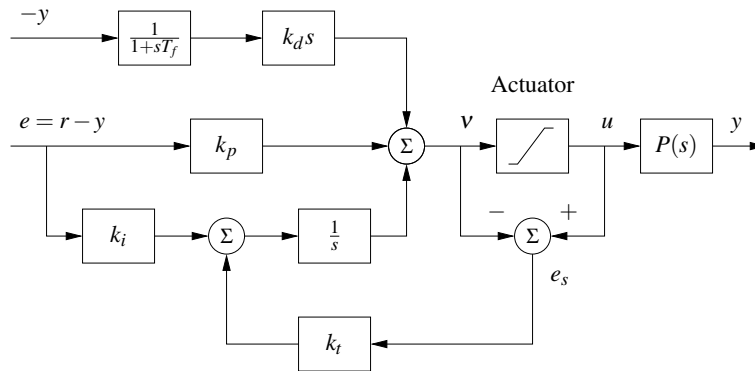 −y
1
1+sT_f
k_d s
Actuator
e = r − y
k_p
Σ
ν
u
P(s)
y
− +
k_i
Σ
1
s
Σ
e_s
k_t